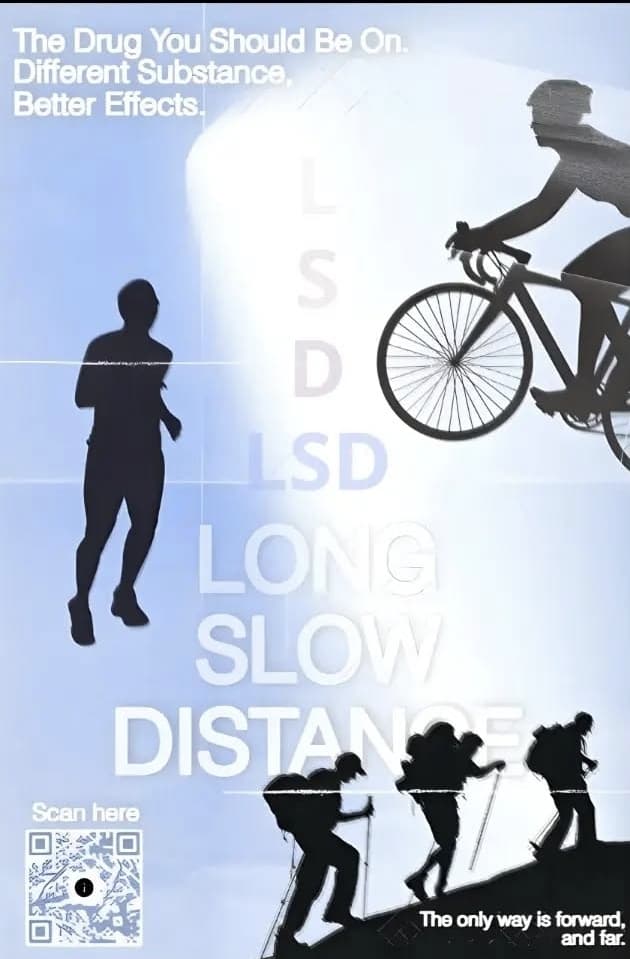 The Drug You Should Be On.
Different Substance,
Better Effects.
L
S
D
LSD
LONG
SLOW
DISTANCE
Scan here
The only way is forward,
and far.